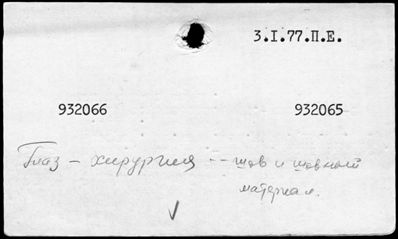 3.I.77.П.Е.
932066 932065
Глаз – хирургия -- шов и шовный
материал.